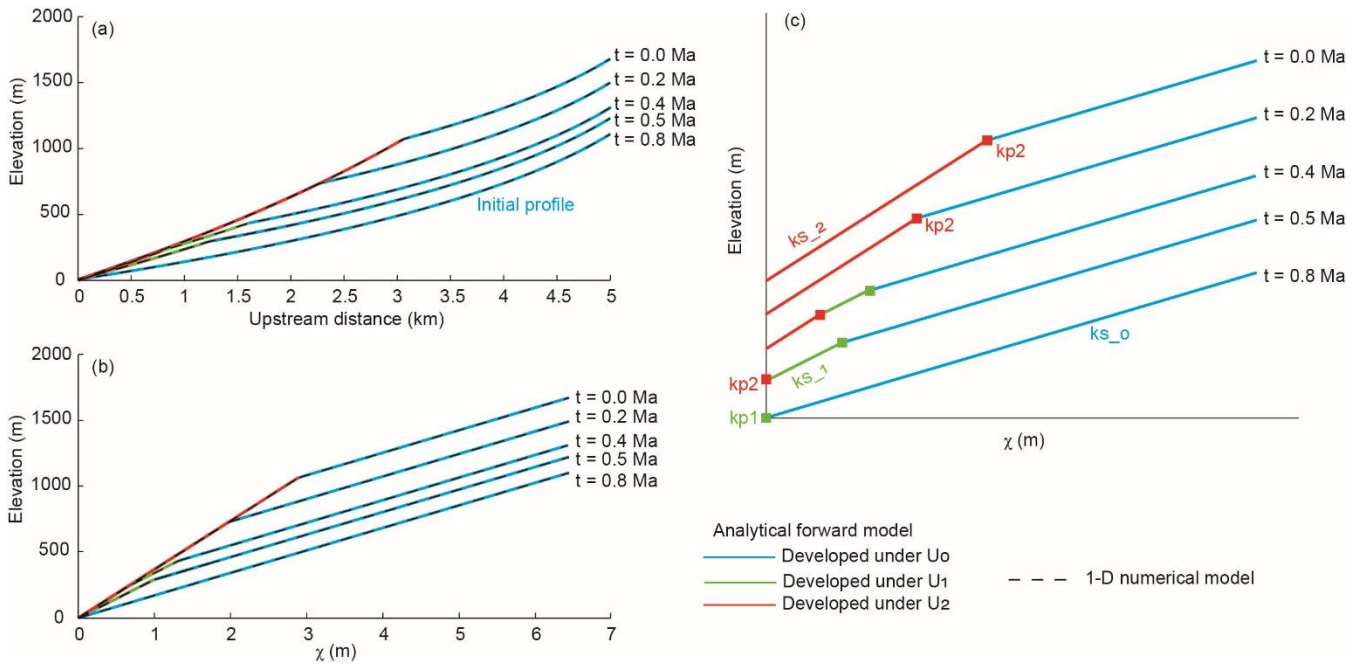 (a)
2000
1500
1000
500
0
Elevation (m)
t = 0.0 Ma
t = 0.2 Ma
t = 0.4 Ma
t = 0.5 Ma
t = 0.8 Ma
Initial profile
0 0.5 1 1.5 2 2.5 3 3.5 4 4.5 5
Upstream distance (km)
(b)
2000
1500
1000
500
0
Elevation (m)
t = 0.0 Ma
t = 0.2 Ma
t = 0.4 Ma
t = 0.5 Ma
t = 0.8 Ma
0 1 2 3 4 5 6 7
χ (m)
(c)
Elevation (m)
t = 0.0 Ma
t = 0.2 Ma
t = 0.4 Ma
t = 0.5 Ma
t = 0.8 Ma
kp2
ks_2
kp2
ks_1
kp2
ks_o
kp1
χ (m)
Analytical forward model
Developed under Uo
Developed under U1
Developed under U2
1-D numerical model